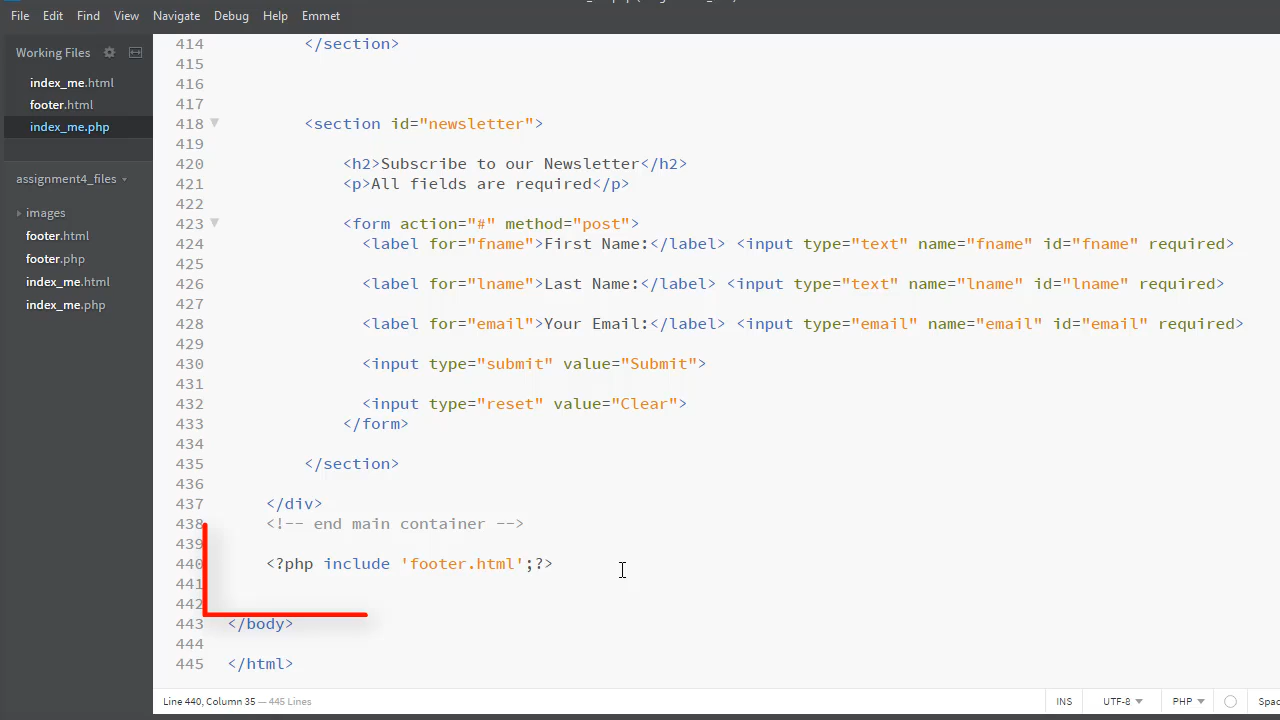 File Edit Find View Navigate Debug Help Emmet
Working Files
index_me.html
footer.html
index_me.php
assignment4_files
images
footer.html
footer.php
index_me.html
index_me.php
414 </section>
415
416
417
418 <section id="newsletter">
419
420 <h2>Subscribe to our Newsletter</h2>
421 <p>All fields are required</p>
422
423 <form action="#" method="post">
424 <label for="fname">First Name:</label> <input type="text" name="fname" id="fname" required>
425
426 <label for="lname">Last Name:</label> <input type="text" name="lname" id="lname" required>
427
428 <label for="email">Your Email:</label> <input type="email" name="email" id="email" required>
429
430 <input type="submit" value="Submit">
431
432 <input type="reset" value="Clear">
433 </form>
434
435 </section>
436
437 </div>
438 <!-- end main container -->
439
440 <?php include 'footer.html';?>
441
442
443 </body>
444
445 </html>
Line 440, Column 35 — 445 Lines INS UTF-8 PHP Spac